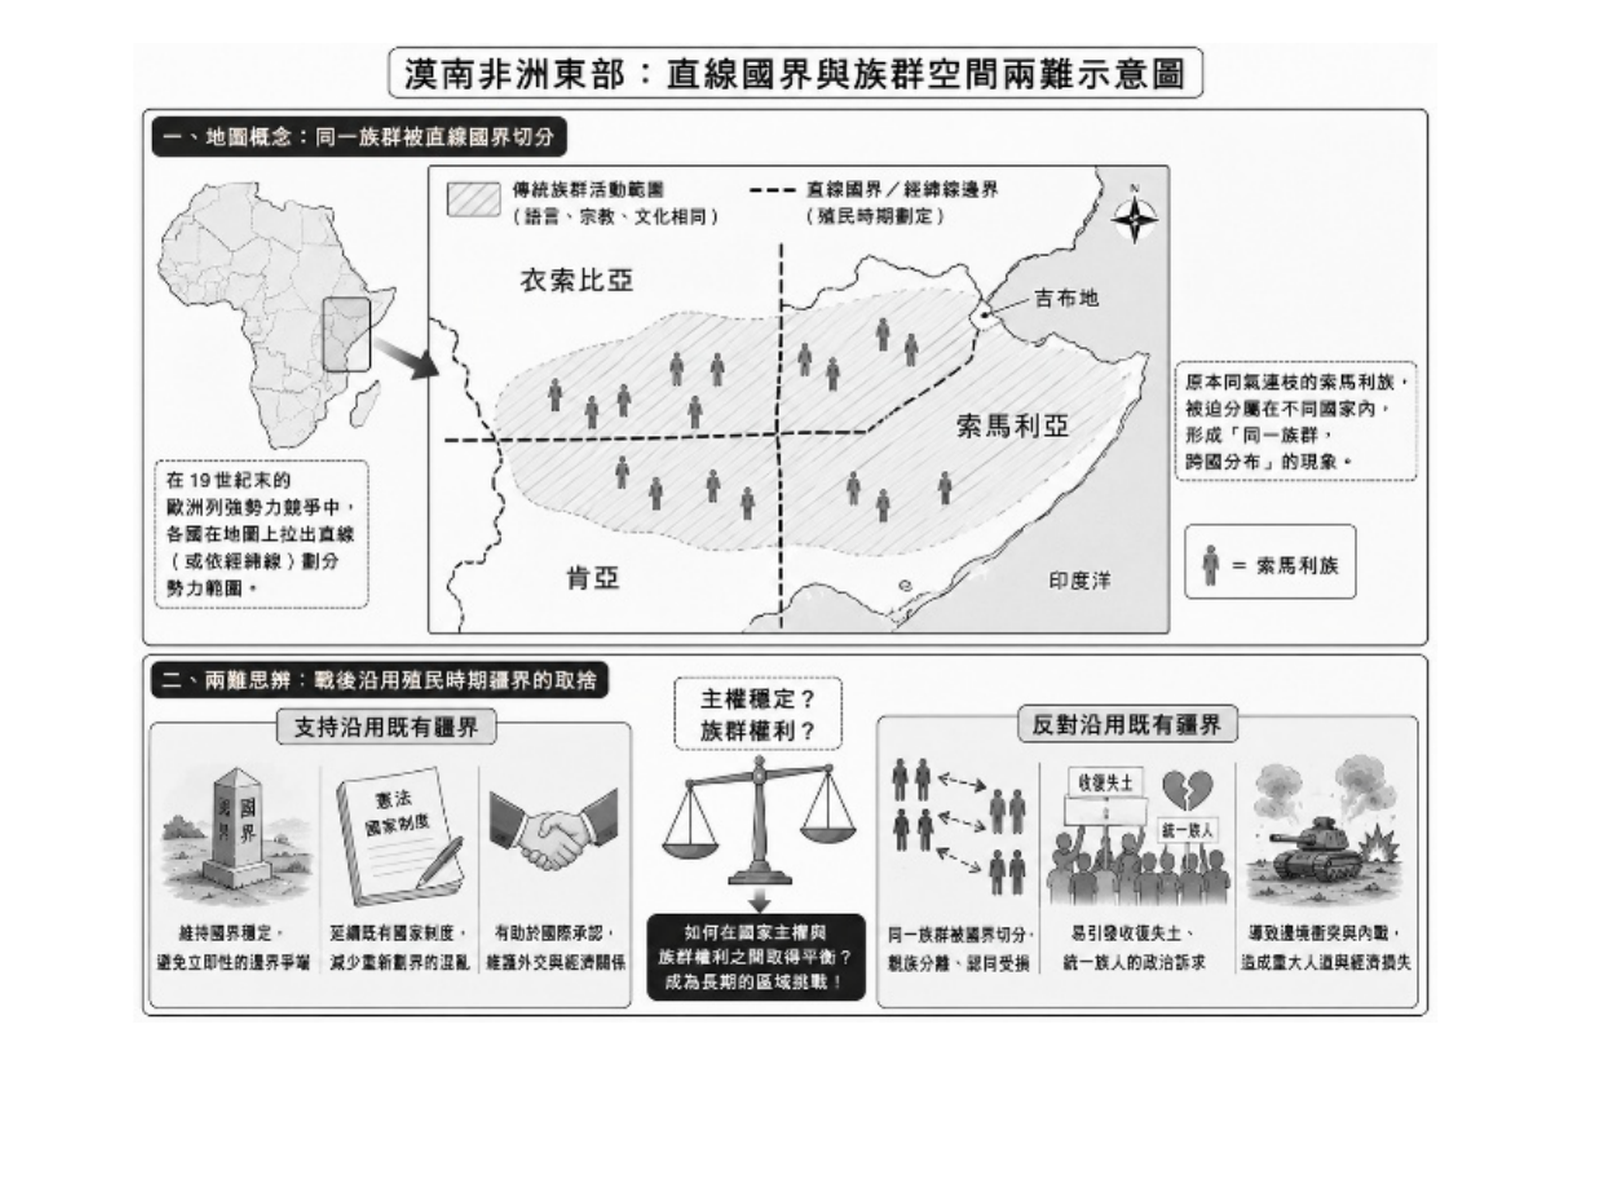 漠南非洲東部：直線國界與族群空間兩難示意圖
一、地圖概念：同一族群被直線國界切分
傳統族群活動範圍
（語言、宗教、文化相同）
直線國界／經緯線邊界
（殖民時期劃定）
N
衣索比亞
吉布地
索馬利亞
肯亞
印度洋
在19世紀末的
歐洲列強勢力競爭中，
各國在地圖上拉出直線
（或依經緯線）劃分
勢力範圍。
原本同氣連枝的索馬利族，
被迫分屬在不同國家內，
形成「同一族群，
跨國分布」的現象。
= 索馬利族
二、兩難思辨：戰後沿用殖民時期疆界的取捨
支持沿用既有疆界
國界
憲法
國家制度
維持國界穩定，
避免立即性的邊界爭端
延續既有國家制度，
減少重新劃界的混亂
有助於國際承認，
維護外交與經濟關係
主權穩定？
族群權利？
如何在國家主權與
族群權利之間取得平衡？
成為長期的區域挑戰！
反對沿用既有疆界
收復失土
統一族人
同一族群被國界切分，
親族分離、認同受損
易引發收復失土、
統一族人的政治訴求
導致邊境衝突與內戰，
造成重大人道與經濟損失